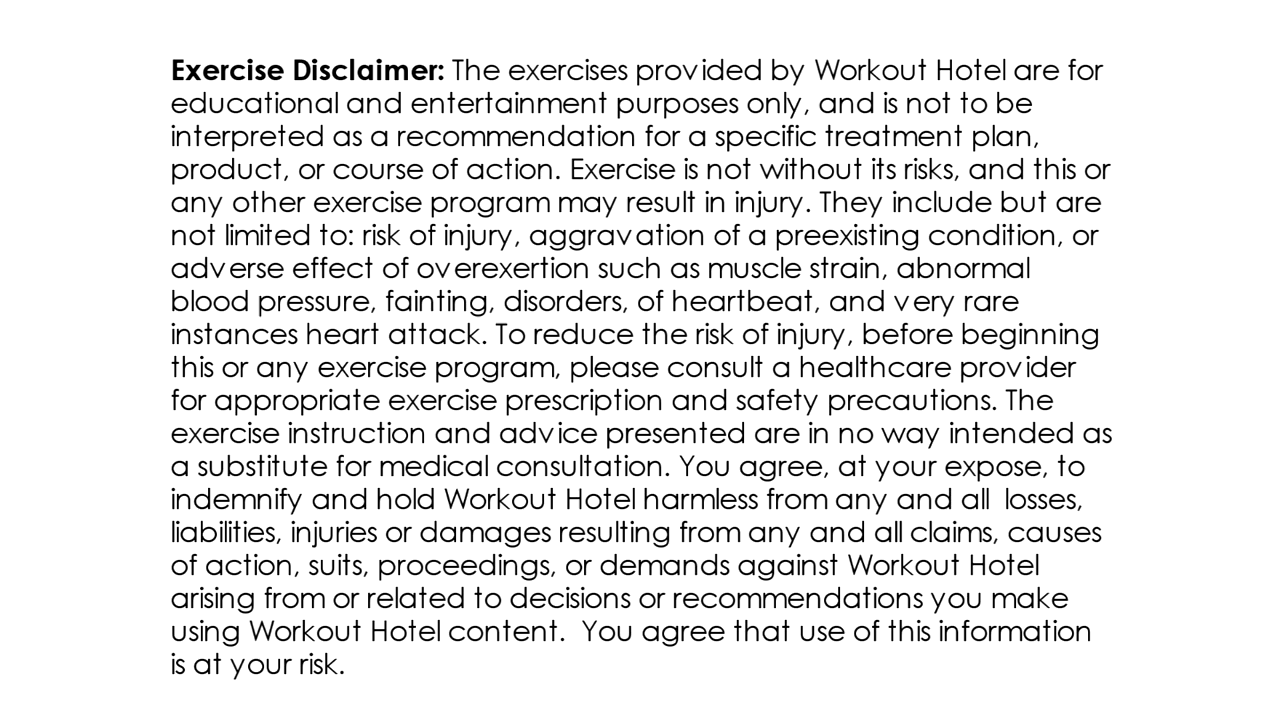 Exercise Disclaimer: The exercises provided by Workout Hotel are for
educational and entertainment purposes only, and is not to be
interpreted as a recommendation for a specific treatment plan,
product, or course of action. Exercise is not without its risks, and this or
any other exercise program may result in injury. They include but are
not limited to: risk of injury, aggravation of a preexisting condition, or
adverse effect of overexertion such as muscle strain, abnormal
blood pressure, fainting, disorders, of heartbeat, and very rare
instances heart attack. To reduce the risk of injury, before beginning
this or any exercise program, please consult a healthcare provider
for appropriate exercise prescription and safety precautions. The
exercise instruction and advice presented are in no way intended as
a substitute for medical consultation. You agree, at your expose, to
indemnify and hold Workout Hotel harmless from any and all  losses,
liabilities, injuries or damages resulting from any and all claims, causes
of action, suits, proceedings, or demands against Workout Hotel
arising from or related to decisions or recommendations you make
using Workout Hotel content.  You agree that use of this information
is at your risk.